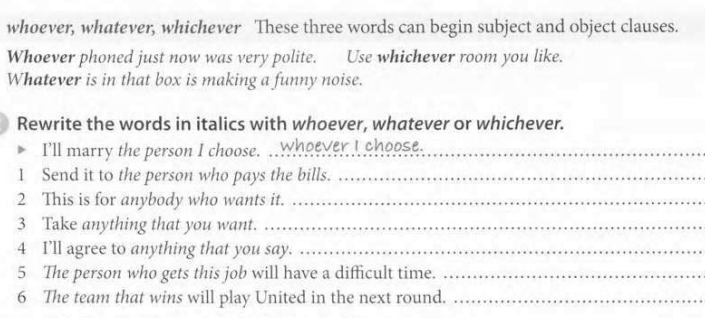 whoever, whatever, whichever These three words can begin subject and object clauses.
Whoever phoned just now was very polite. Use whichever room you like.
Whatever is in that box is making a funny noise.
Rewrite the words in italics with whoever, whatever or whichever.
▸ I'll marry the person I choose. ...whoever I choose.......
1 Send it to the person who pays the bills. ..........
2 This is for anybody who wants it. ..........
3 Take anything that you want. ..........
4 I'll agree to anything that you say. ..........
5 The person who gets this job will have a difficult time. ..........
6 The team that wins will play United in the next round. ..........